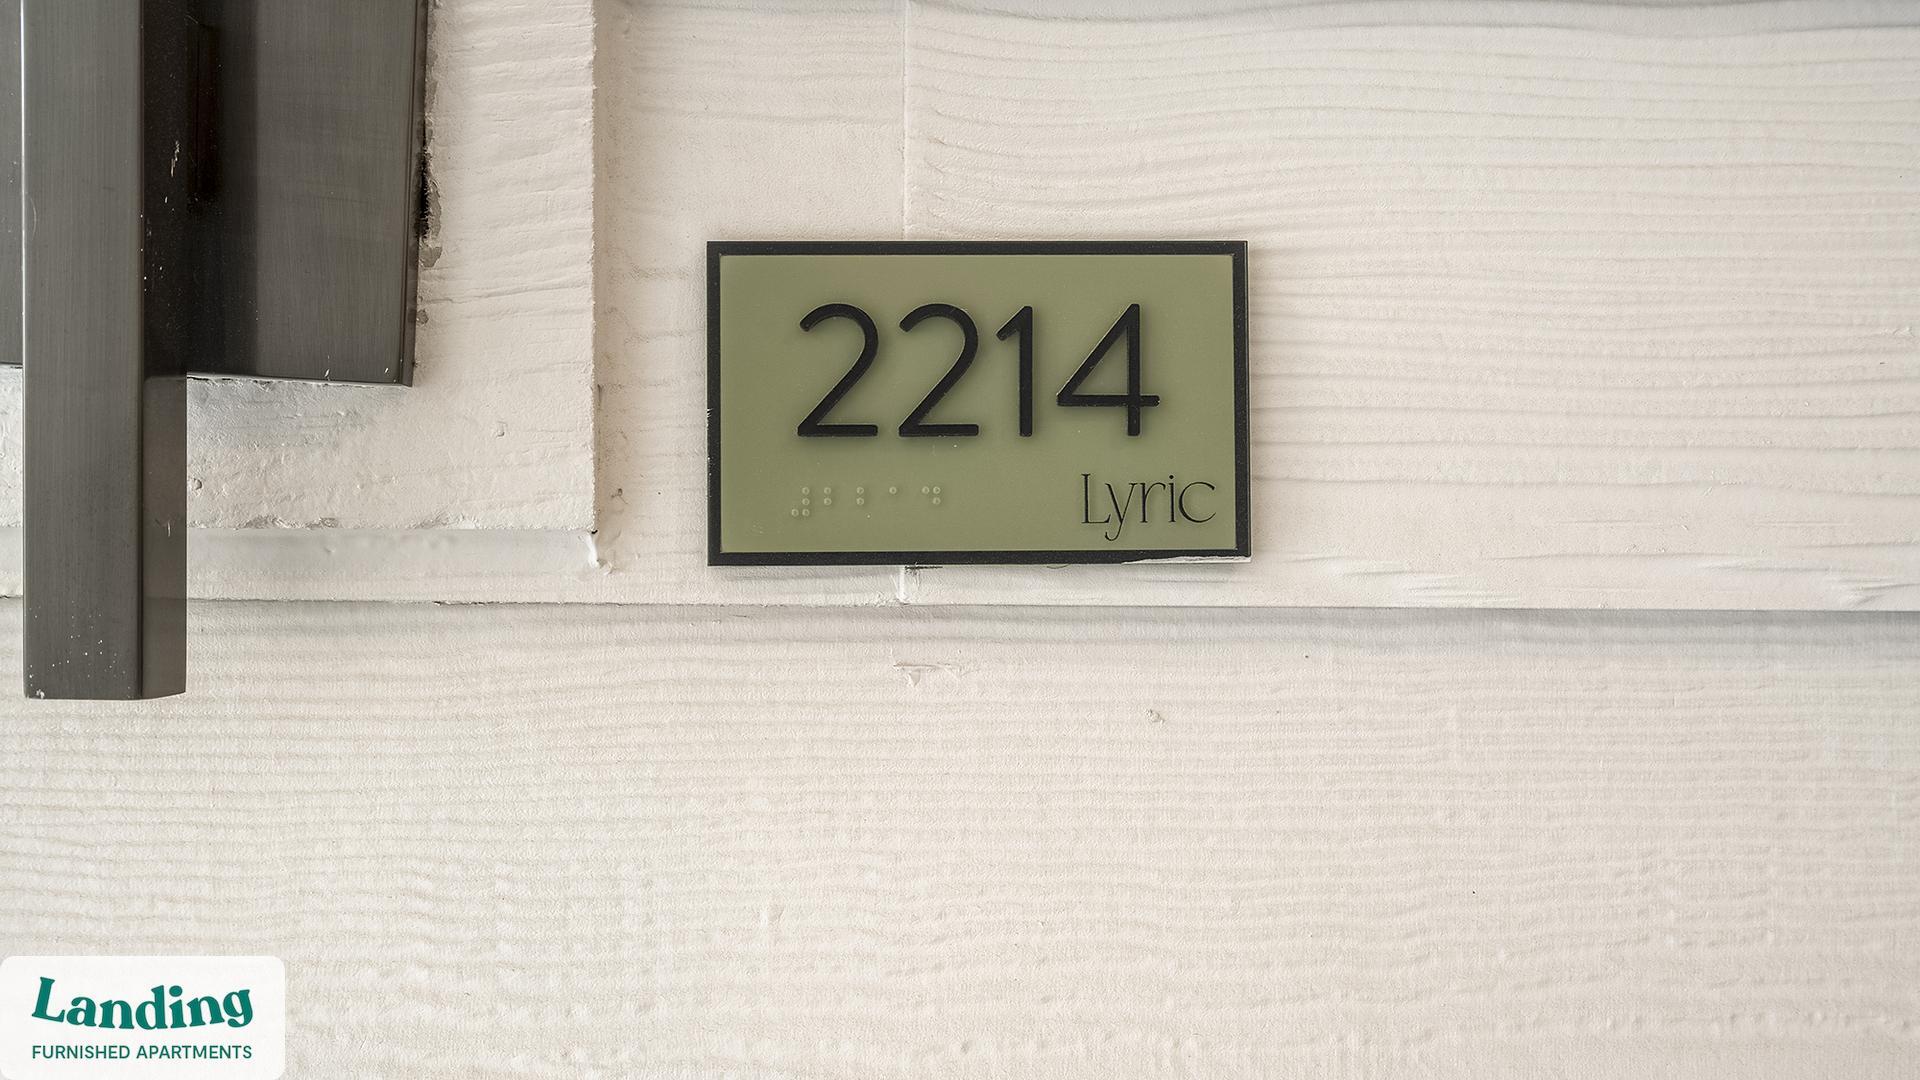 2214
⠼⠃⠃⠁⠙
Lyric
Landing
FURNISHED APARTMENTS